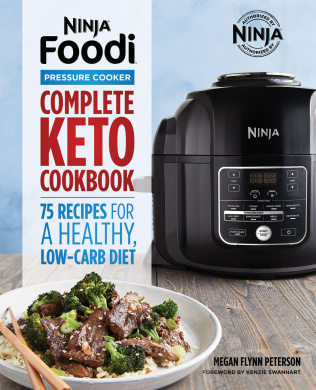 NINJA
Foodi™
PRESSURE COOKER
COMPLETE
KETO
COOKBOOK
75 RECIPES FOR
A HEALTHY,
LOW-CARB DIET
AUTHORIZED BY
NINJA
AUTHORIZED BY
NINJA
MEGAN FLYNN PETERSON
FOREWORD BY KENZIE SWANHART